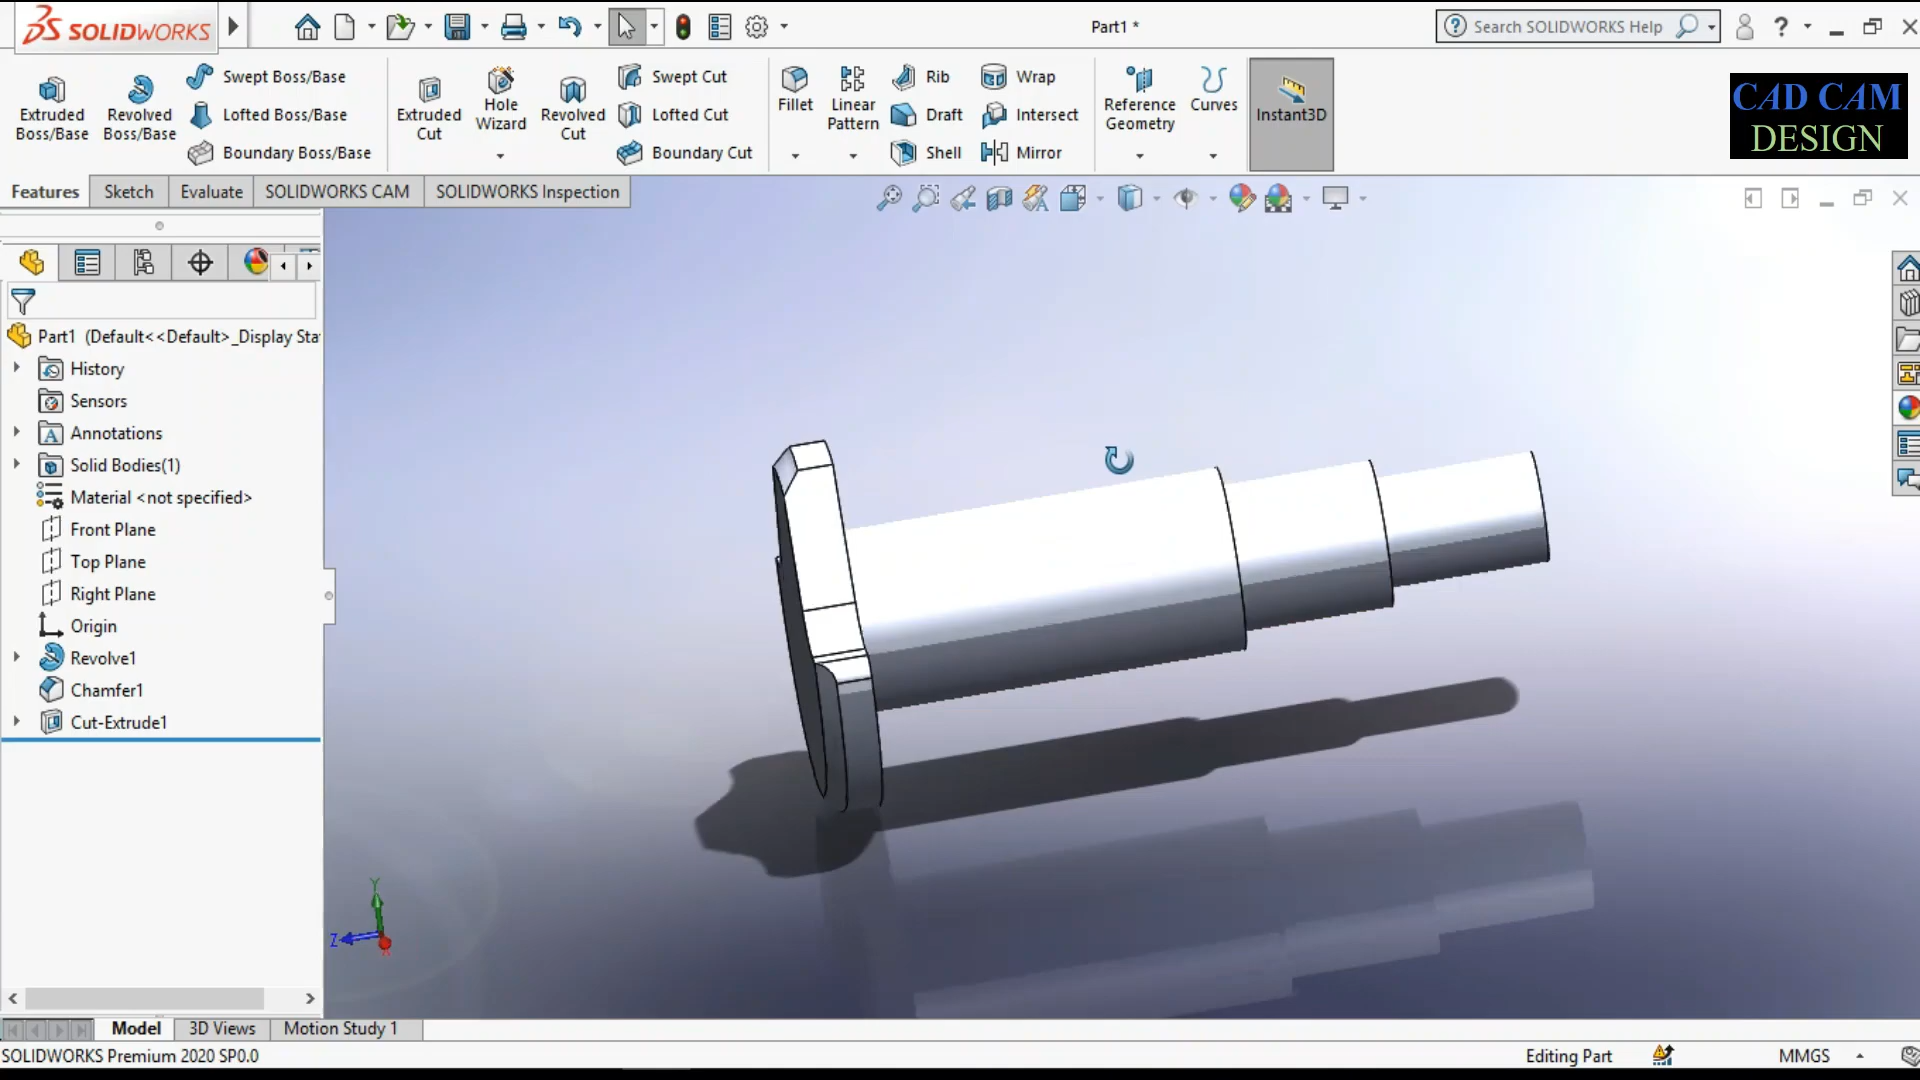 SOLIDWORKS
Part1 *
Search SOLIDWORKS Help
?
Extruded Boss/Base
Revolved Boss/Base
Swept Boss/Base
Lofted Boss/Base
Boundary Boss/Base
Extruded Cut
Hole Wizard
Revolved Cut
Swept Cut
Lofted Cut
Boundary Cut
Fillet
Linear Pattern
Rib
Draft
Shell
Wrap
Intersect
Mirror
Reference Geometry
Curves
Instant3D
CAD CAM
DESIGN
Features
Sketch
Evaluate
SOLIDWORKS CAM
SOLIDWORKS Inspection
Part1 (Default<<Default>_Display Sta
History
Sensors
Annotations
Solid Bodies(1)
Material <not specified>
Front Plane
Top Plane
Right Plane
Origin
Revolve1
Chamfer1
Cut-Extrude1
Y
Z
X
Model
3D Views
Motion Study 1
SOLIDWORKS Premium 2020 SP0.0
Editing Part
MMGS